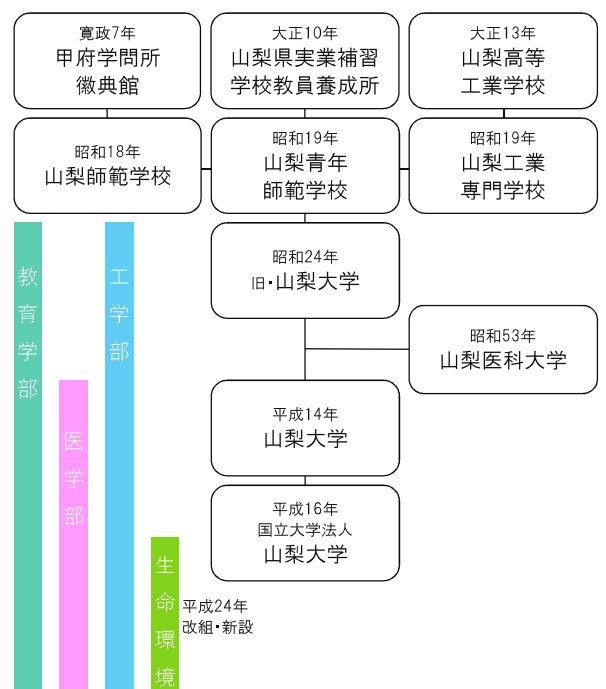 寛政7年
甲府学問所
徽典館
大正10年
山梨県実業補習
学校教員養成所
大正13年
山梨高等
工業学校
昭和18年
山梨師範学校
昭和19年
山梨青年
師範学校
昭和19年
山梨工業
専門学校
昭和24年
旧・山梨大学
昭和53年
山梨医科大学
平成14年
山梨大学
平成16年
国立大学法人
山梨大学
教育学部
医学部
工学部
生命環境
平成24年
改組・新設